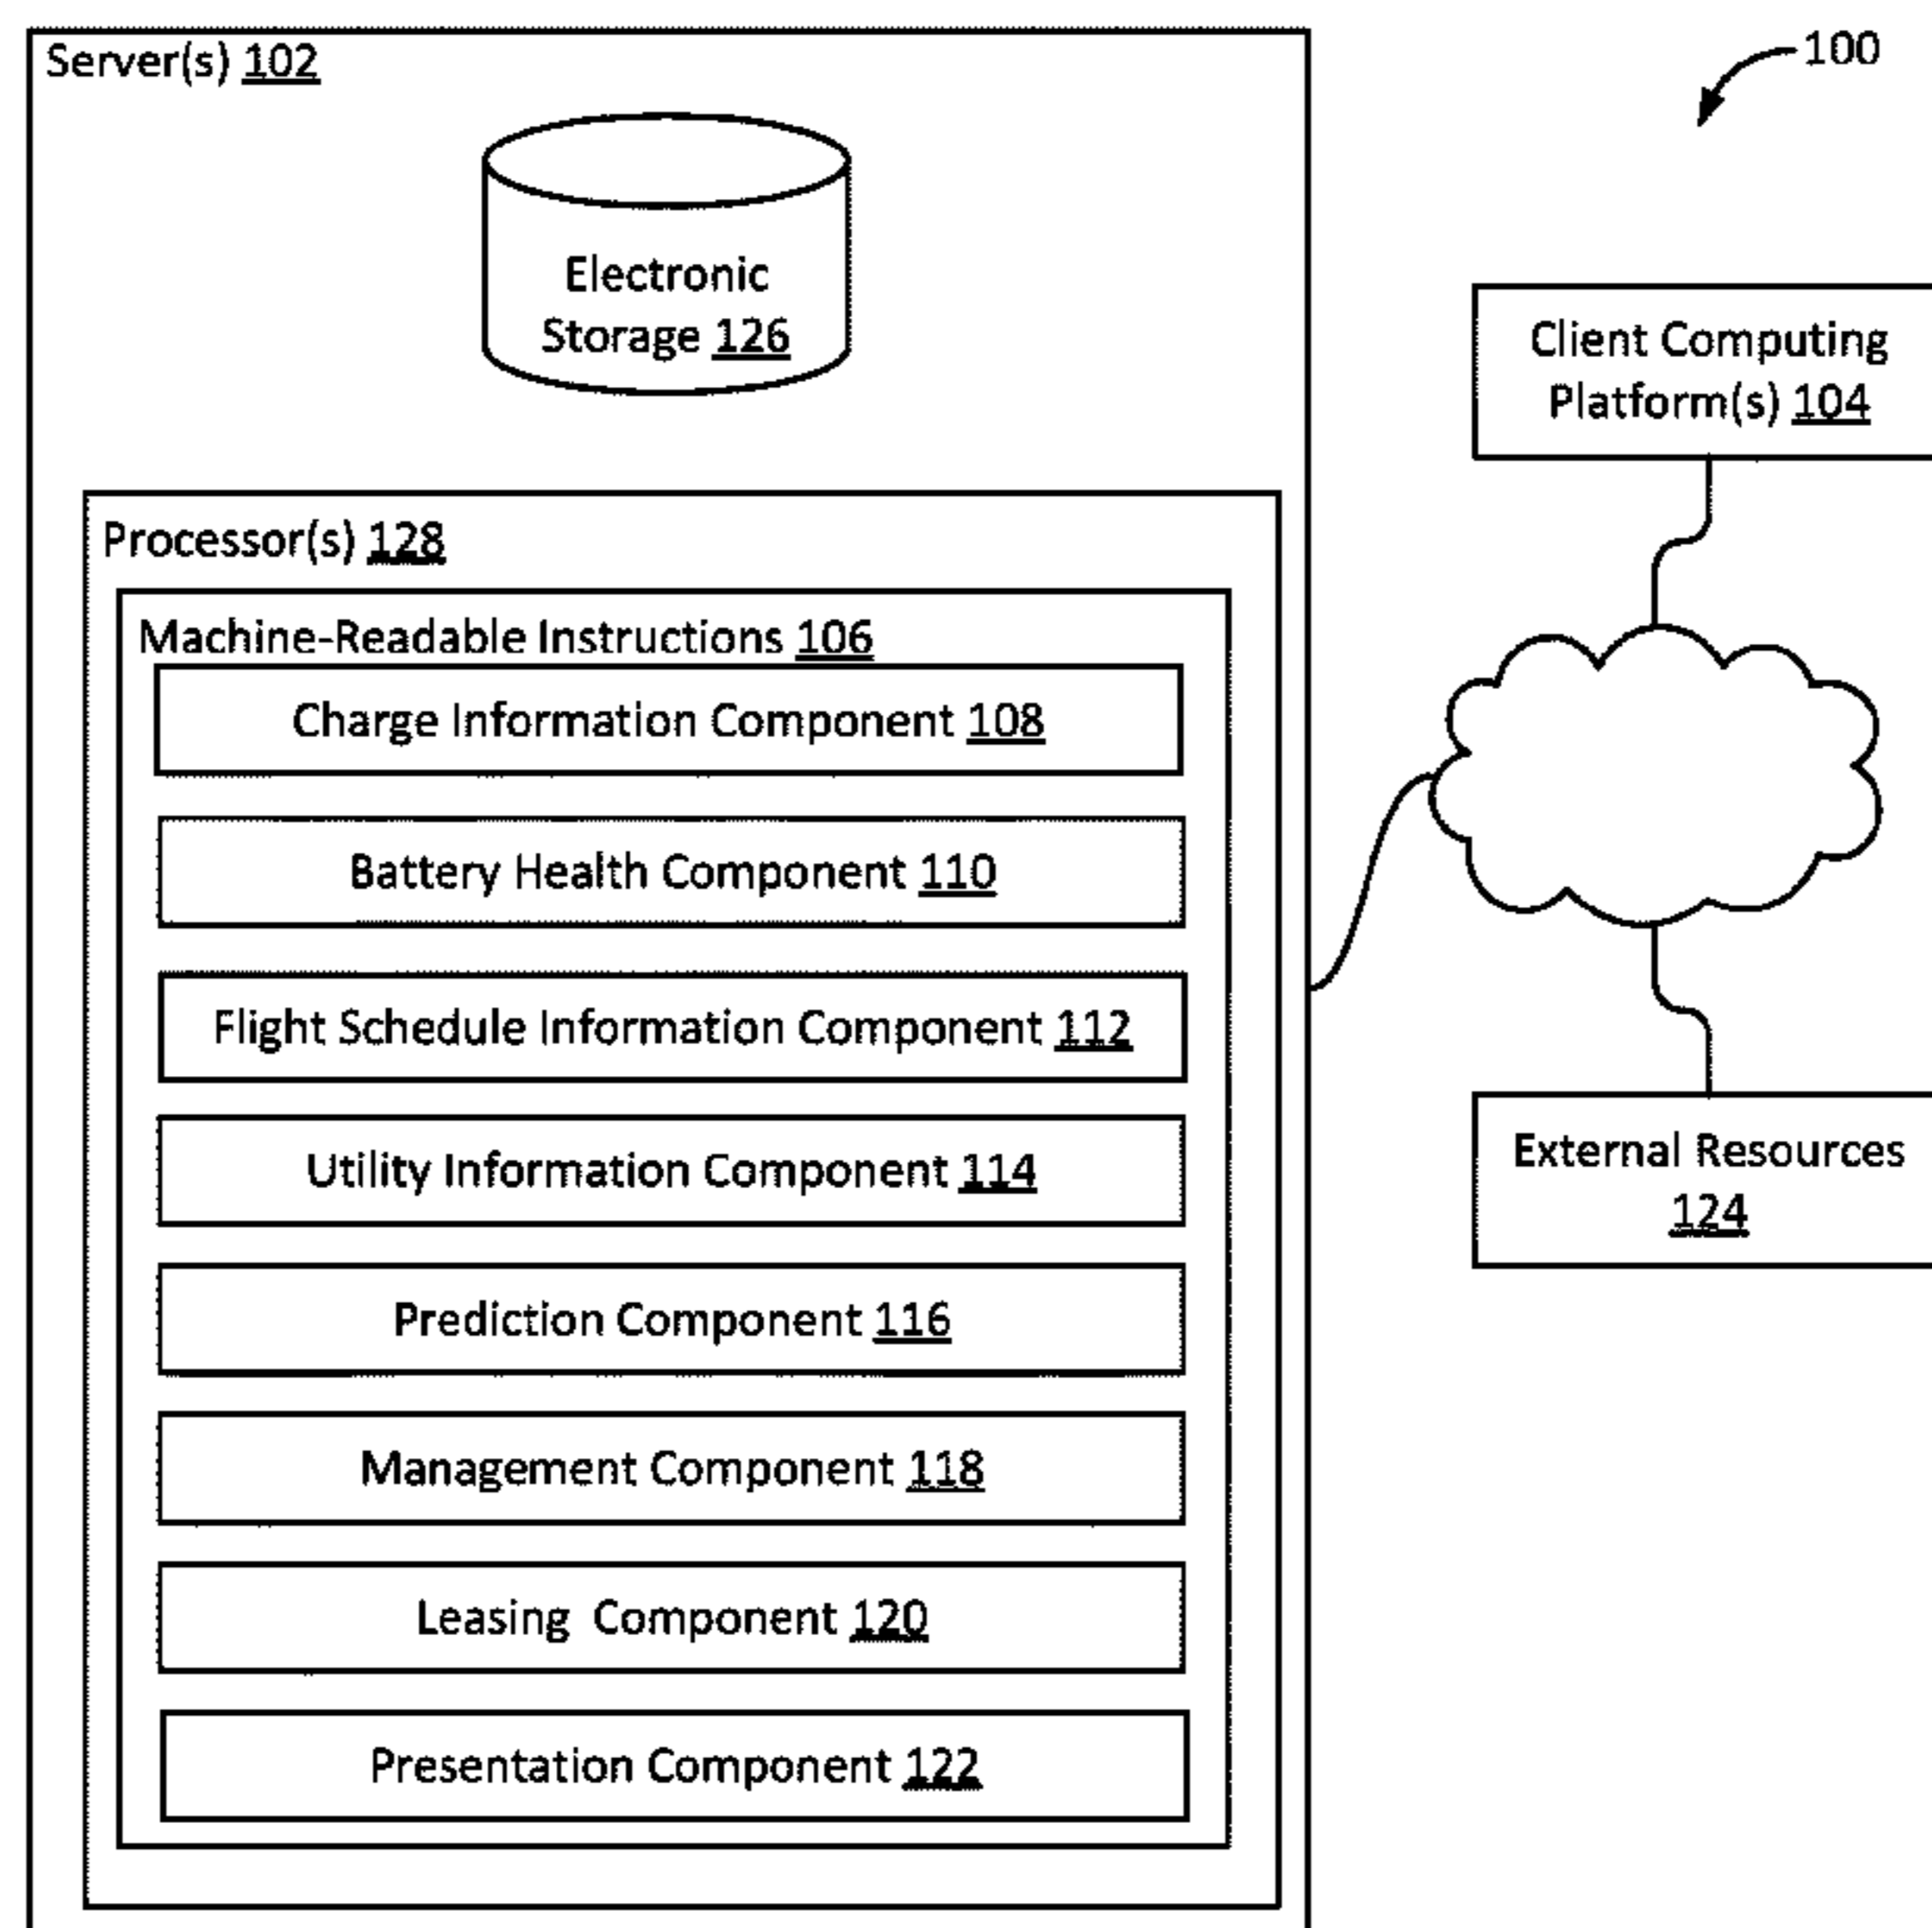 Server(s) 102
100
Electronic
Storage 126
Client Computing
Platform(s) 104
Processor(s) 128
Machine-Readable Instructions 106
Charge Information Component 108
Battery Health Component 110
Flight Schedule Information Component 112
Utility Information Component 114
External Resources
124
Prediction Component 116
Management Component 118
Leasing Component 120
Presentation Component 122